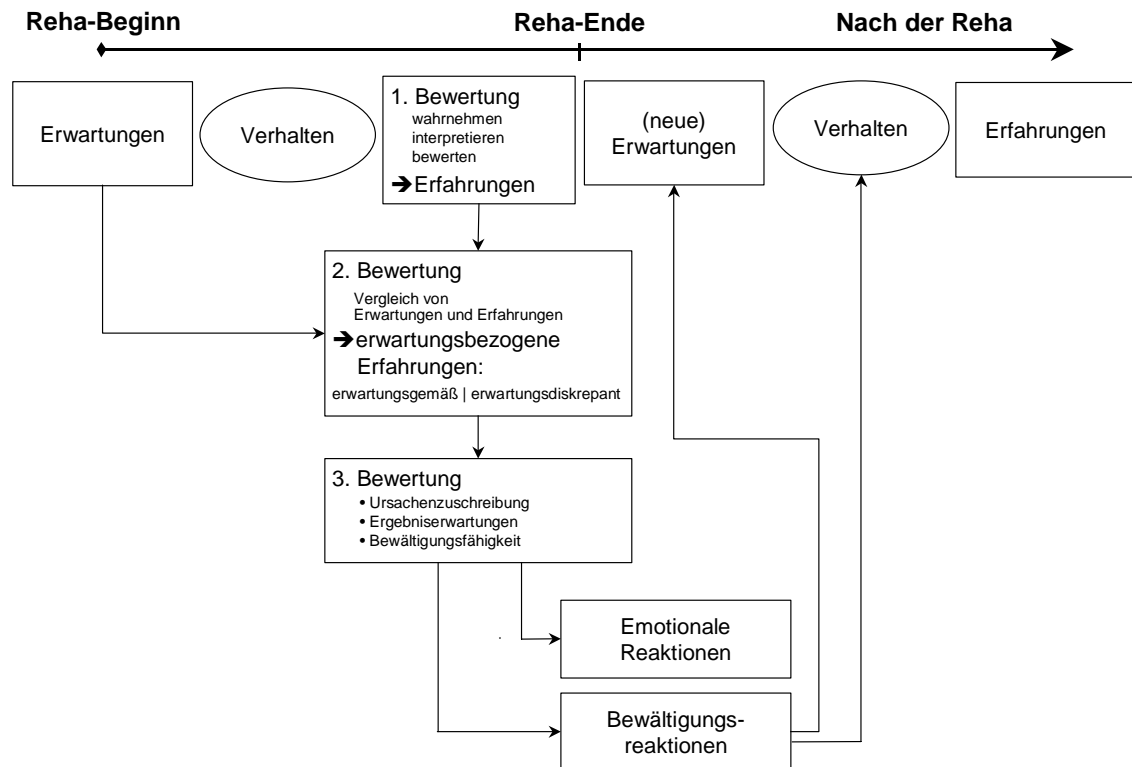 Reha-Beginn
Reha-Ende
Nach der Reha
Erwartungen
Verhalten
1. Bewertung
wahrnehmen
interpretieren
bewerten
➔Erfahrungen
(neue)
Erwartungen
Verhalten
Erfahrungen
2. Bewertung
Vergleich von
Erwartungen und Erfahrungen
➔erwartungsbezogene
Erfahrungen:
erwartungsgemäß | erwartungsdiskrepant
3. Bewertung
• Ursachenzuschreibung
• Ergebniserwartungen
• Bewältigungsfähigkeit
Emotionale
Reaktionen
Bewältigungs-
reaktionen